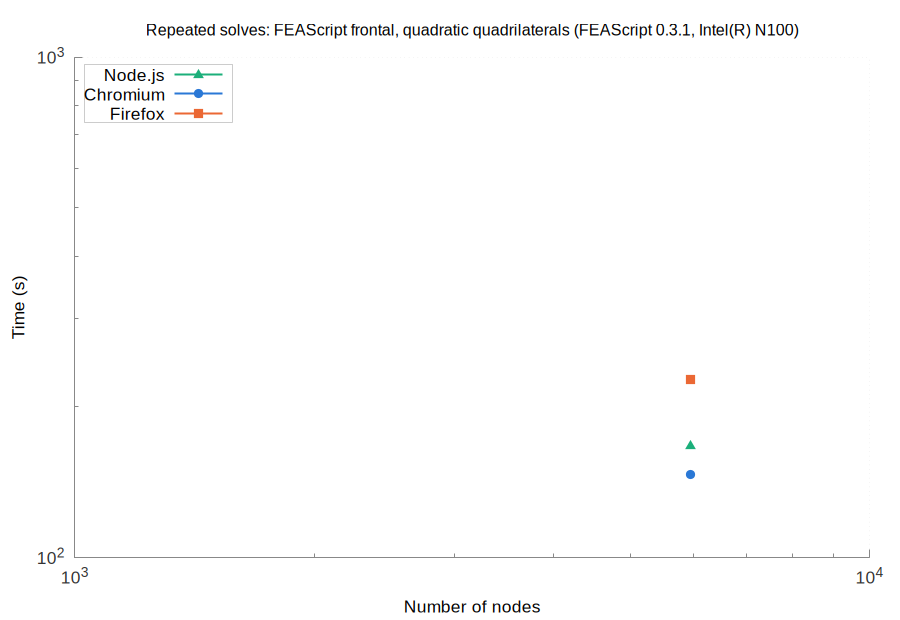 Repeated solves: FEAScript frontal, quadratic quadrilaterals (FEAScript 0.3.1, Intel(R) N100)
10³
Node.js
Chromium
Firefox
Time (s)
10²
10³
10⁴
Number of nodes